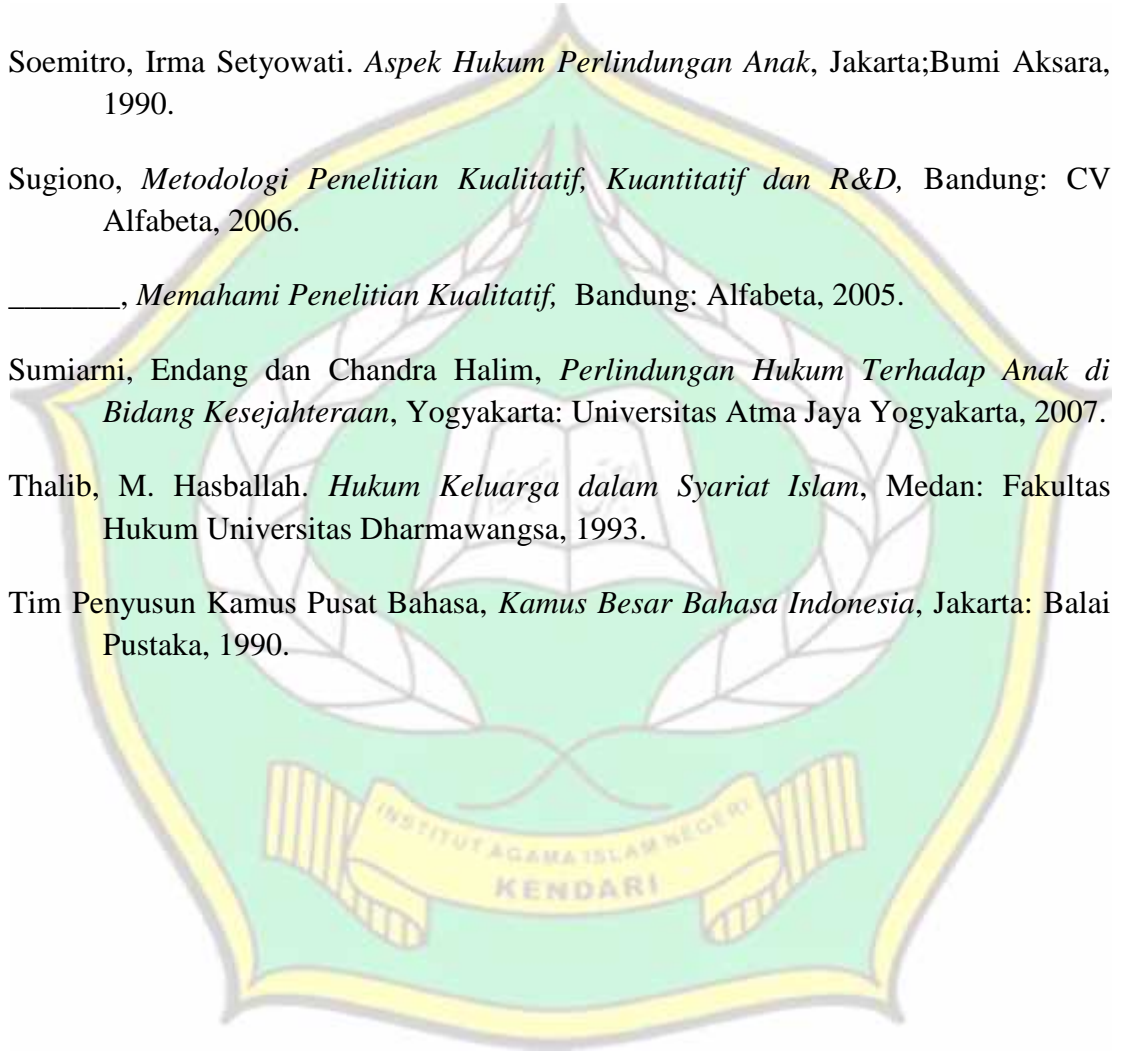 Soemitro, Irma Setyowati. Aspek Hukum Perlindungan Anak, Jakarta;Bumi Aksara,
1990.
Sugiono, Metodologi Penelitian Kualitatif, Kuantitatif dan R&D, Bandung: CV
Alfabeta, 2006.
_______, Memahami Penelitian Kualitatif, Bandung: Alfabeta, 2005.
Sumiarni, Endang dan Chandra Halim, Perlindungan Hukum Terhadap Anak di
Bidang Kesejahteraan, Yogyakarta: Universitas Atma Jaya Yogyakarta, 2007.
Thalib, M. Hasballah. Hukum Keluarga dalam Syariat Islam, Medan: Fakultas
Hukum Universitas Dharmawangsa, 1993.
Tim Penyusun Kamus Pusat Bahasa, Kamus Besar Bahasa Indonesia, Jakarta: Balai
Pustaka, 1990.
INSTITUT AGAMA ISLAM NEGERI
KENDARI